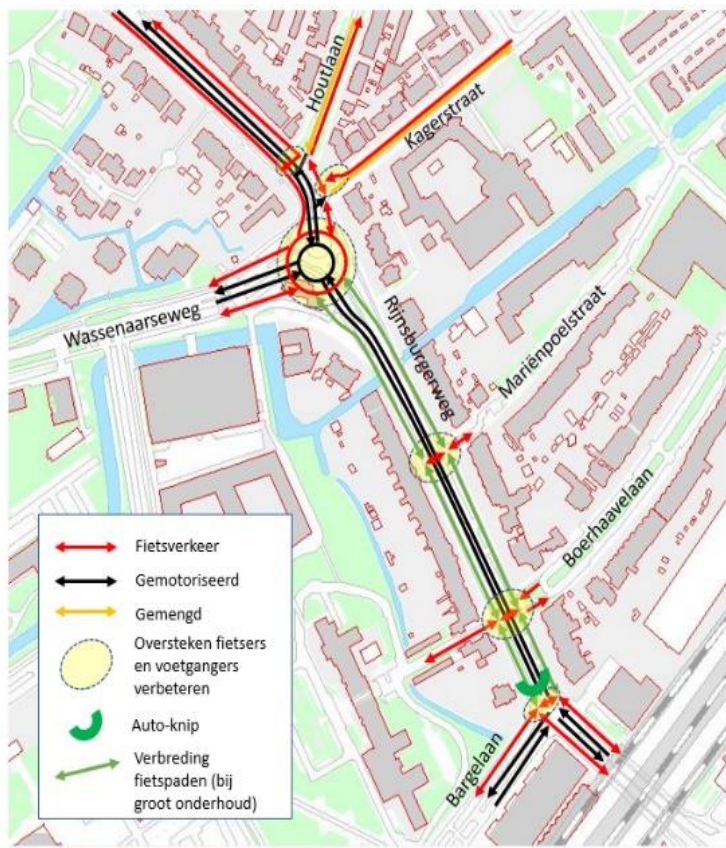 Houtlaan
Kagerstraat
Wassenaarseweg
Rijnsburgerweg
Mariënpoelstraat
Boerhaavelaan
Bargelaan
Fietsverkeer
Gemotoriseerd
Gemengd
Oversteken fietsers
en voetgangers
verbeteren
Auto-knip
Verbreding
fietspaden (bij
groot onderhoud)